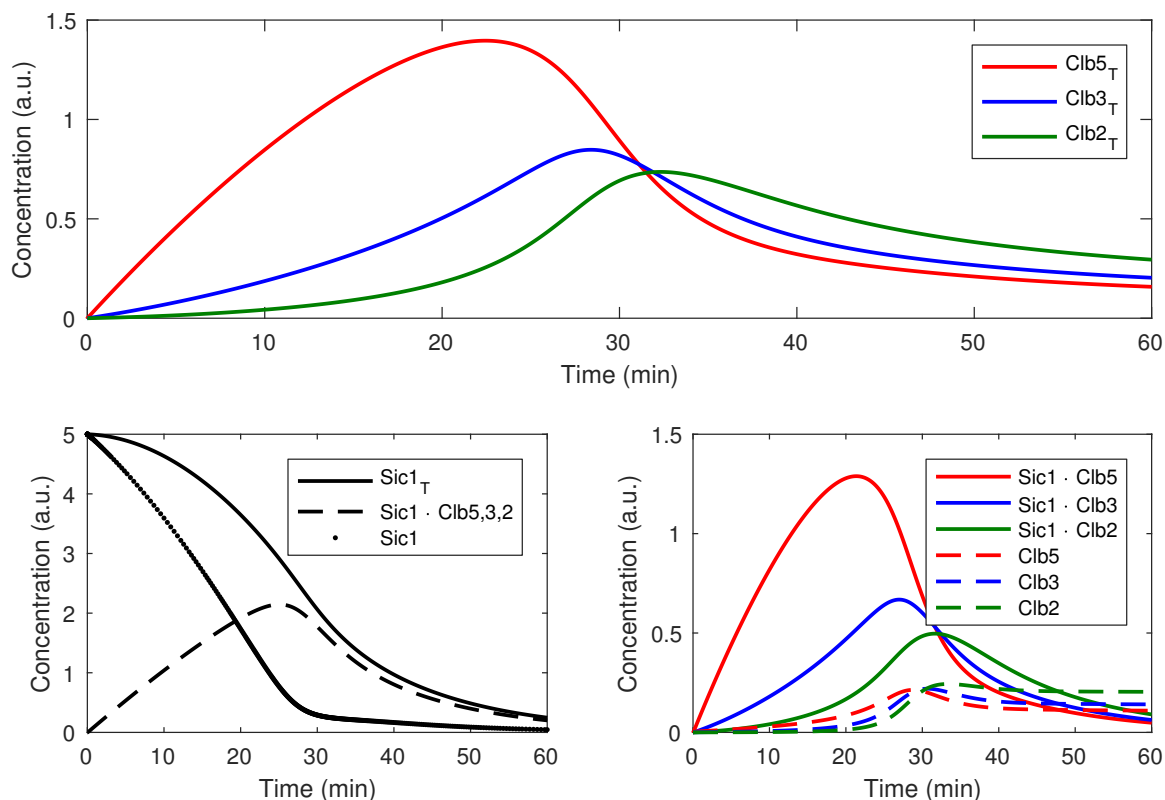 1.5
1
0.5
0
Concentration (a.u.)
0 10 20 30 40 50 60
Time (min)
Clb5T
Clb3T
Clb2T
5
4
3
2
1
0
Concentration (a.u.)
0 10 20 30 40 50 60
Time (min)
Sic1T
Sic1 · Clb5,3,2
Sic1
1.5
1
0.5
0
Concentration (a.u.)
0 10 20 30 40 50 60
Time (min)
Sic1 · Clb5
Sic1 · Clb3
Sic1 · Clb2
Clb5
Clb3
Clb2